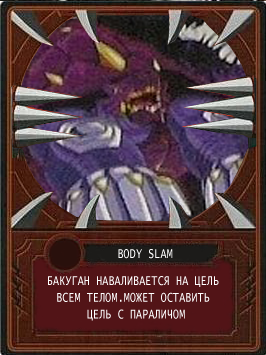 BODY SLAM
БАКУГАН НАВАЛИВАЕТСЯ НА ЦЕЛЬ
ВСЕМ ТЕЛОМ.МОЖЕТ ОСТАВИТЬ
ЦЕЛЬ С ПАРАЛИЧОМ